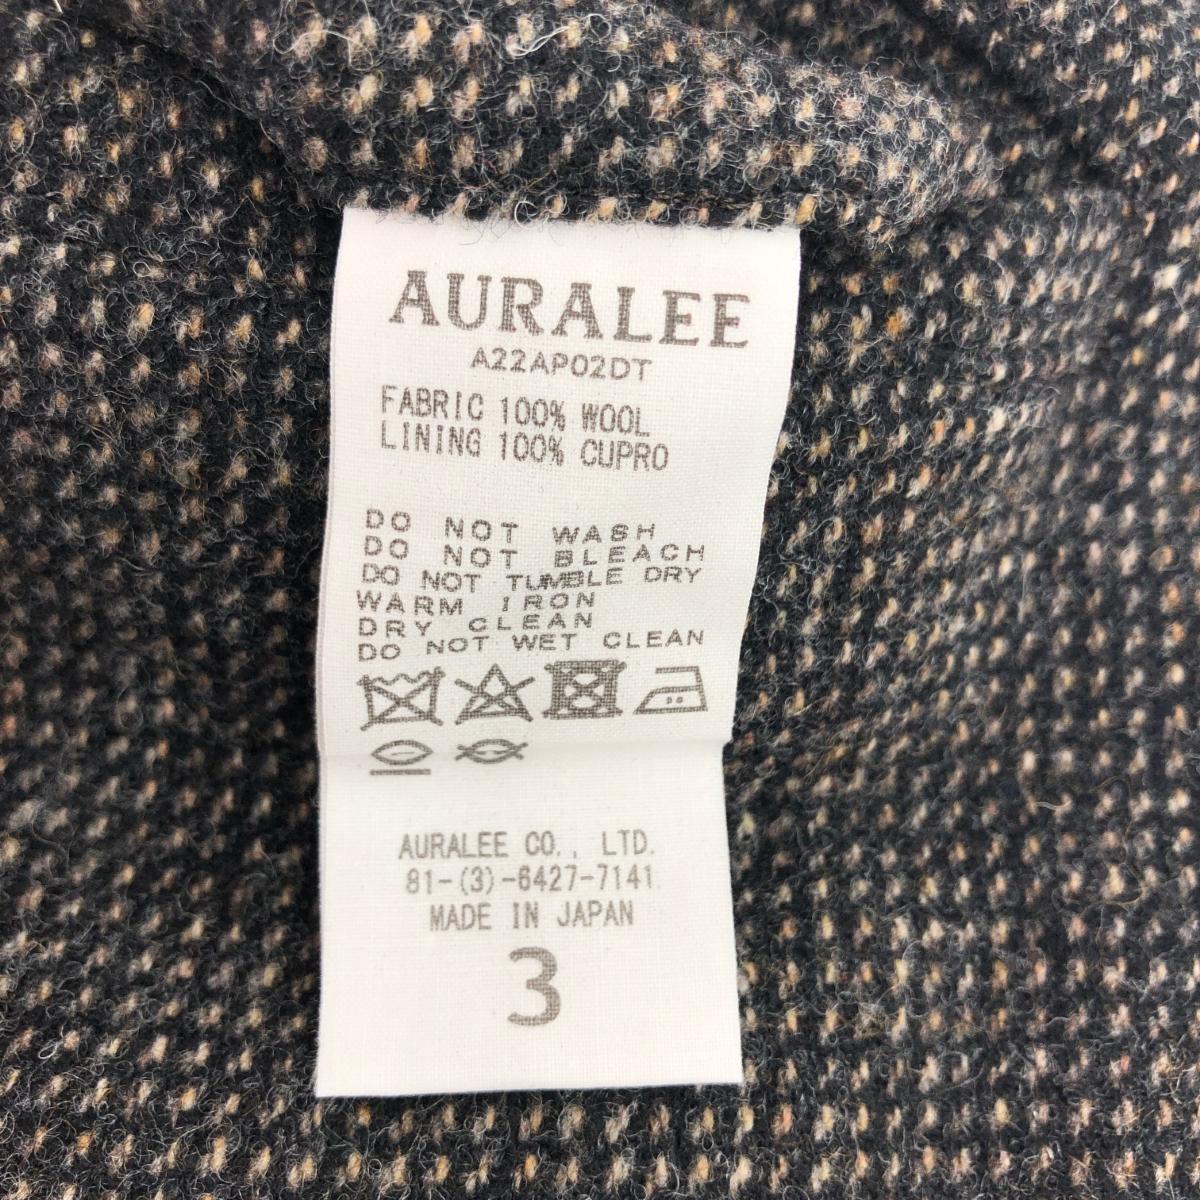 AURALEE
A22AP02DT
FABRIC 100% WOOL
LINING 100% CUPRO
DO NOT WASH
DO NOT BLEACH
DO NOT TUMBLE DRY
WARM IRON
DRY CLEAN
DO NOT WET CLEAN
AURALEE CO., LTD.
81-(3)-6427-7141
MADE IN JAPAN
3